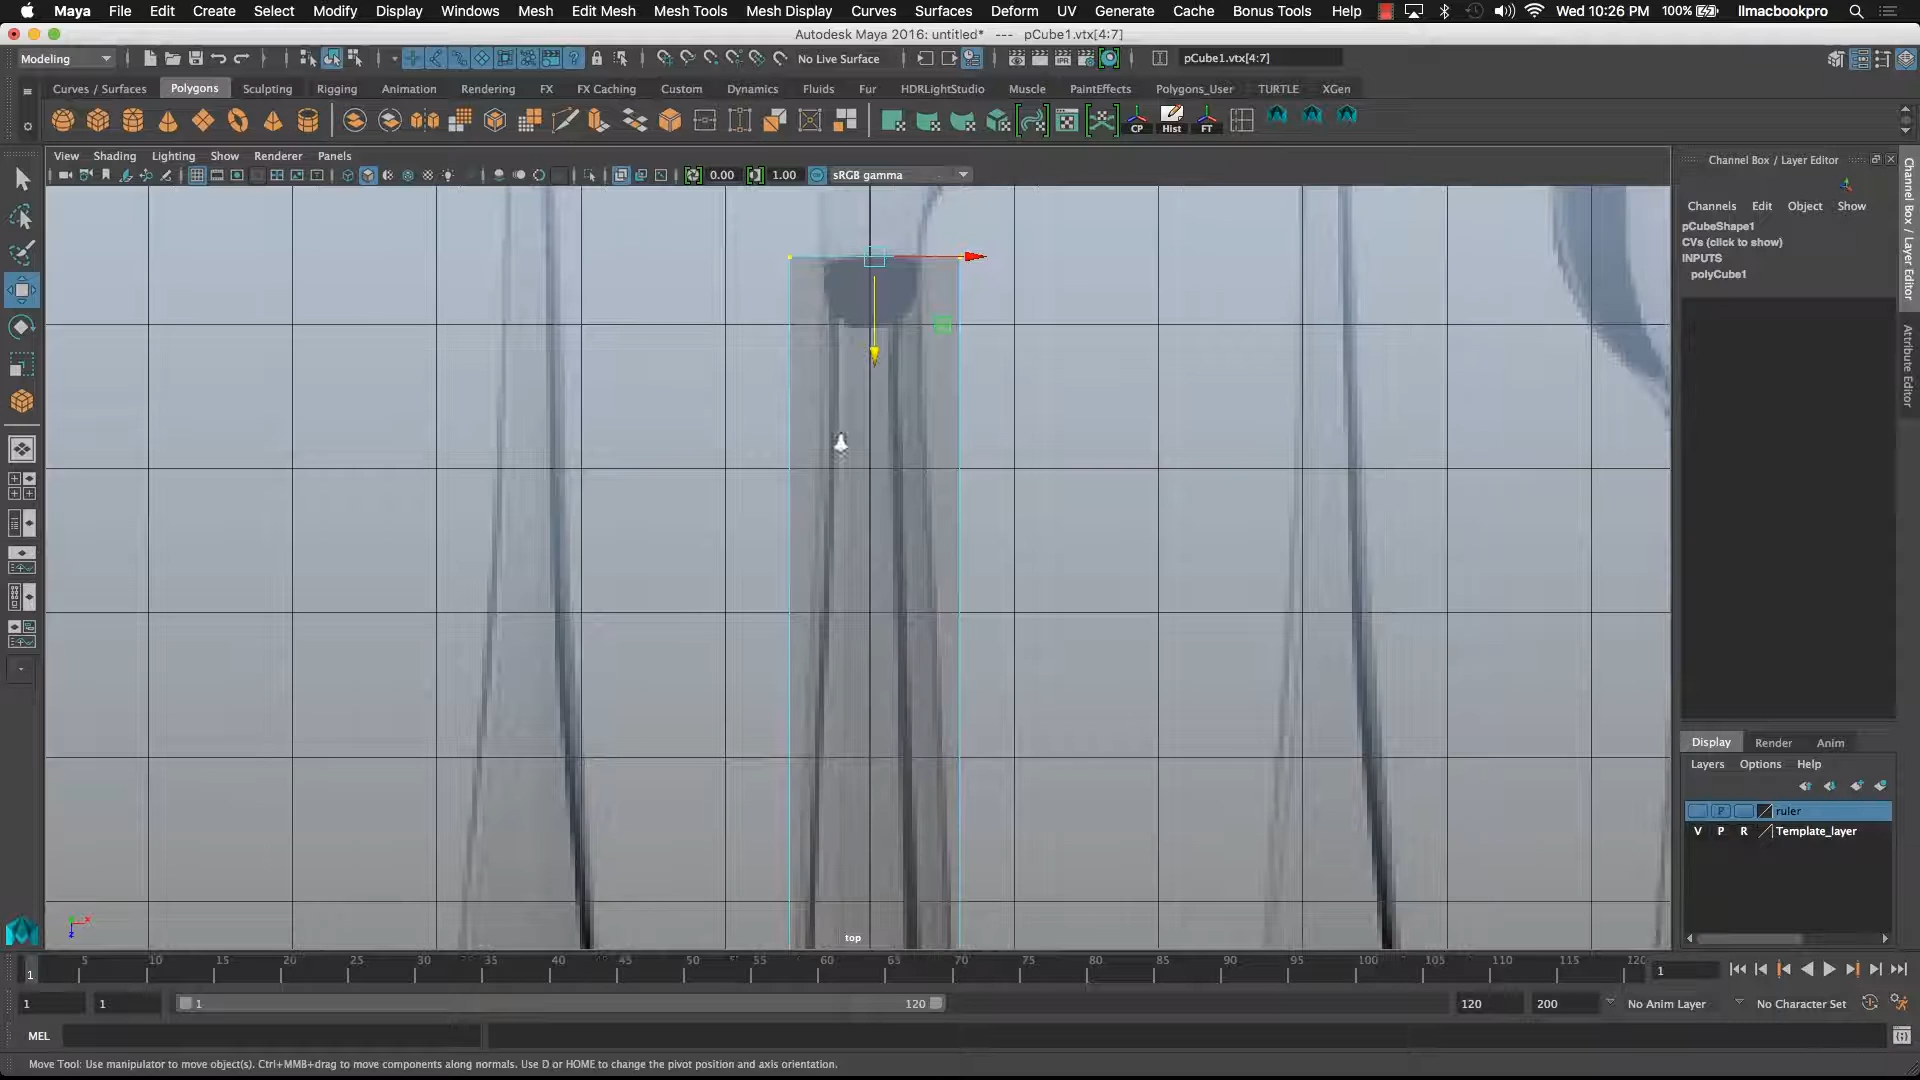 Maya File Edit Create Select Modify Display Windows Mesh Edit Mesh Mesh Tools Mesh Display Curves Surfaces Deform UV Generate Cache Bonus Tools Help Wed 10:26 PM 100% llmacbookpro
Autodesk Maya 2016: untitled* --- pCube1.vtx[4:7]
Modeling No Live Surface pCube1.vtx[4:7]
Curves / Surfaces Polygons Sculpting Rigging Animation Rendering FX FX Caching Custom Dynamics Fluids Fur HDRLightStudio Muscle PaintEffects Polygons_User TURTLE XGen
CP Hist FT
View Shading Lighting Show Renderer Panels
0.00 1.00 sRGB gamma
Channel Box / Layer Editor
Channels Edit Object Show
pCubeShape1
CVs (click to show)
INPUTS
polyCube1
Channel Box / Layer Editor
Attribute Editor
Display Render Anim
Layers Options Help
P ruler
V P R Template_layer
top
1 5 10 15 20 25 30 35 40 45 50 55 60 65 70 75 80 85 90 95 100 105 110 115 120 1
1 1 1 120 120 200 No Anim Layer No Character Set
MEL
Move Tool: Use manipulator to move object(s). Ctrl+MMB+drag to move components along normals. Use D or HOME to change the pivot position and axis orientation.